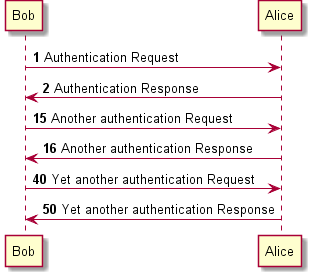 Bob Alice
1 Authentication Request
2 Authentication Response
15 Another authentication Request
16 Another authentication Response
40 Yet another authentication Request
50 Yet another authentication Response
Bob Alice